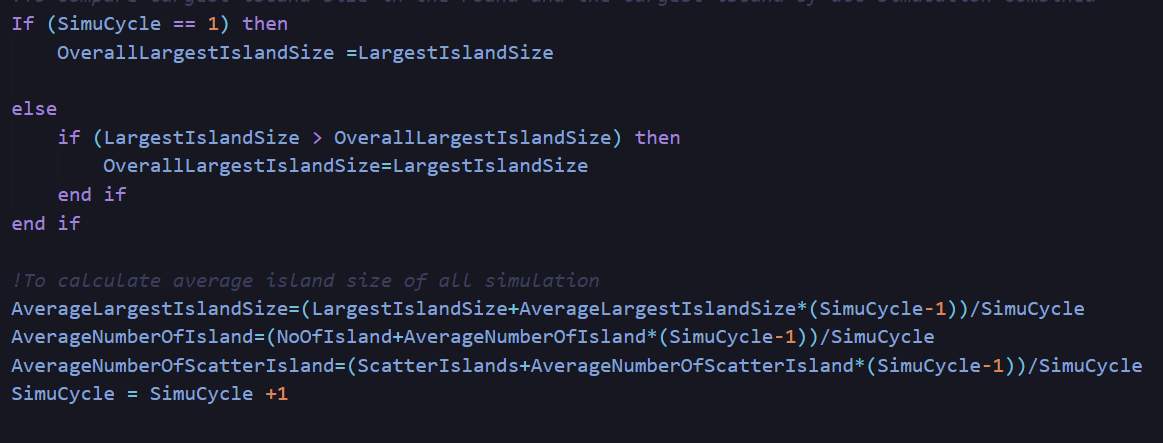 If (SimuCycle == 1) then
    OverallLargestIslandSize =LargestIslandSize
else
    if (LargestIslandSize > OverallLargestIslandSize) then
        OverallLargestIslandSize=LargestIslandSize
    end if
end if
!To calculate average island size of all simulation
AverageLargestIslandSize=(LargestIslandSize+AverageLargestIslandSize*(SimuCycle-1))/SimuCycle
AverageNumberOfIsland=(NoOfIsland+AverageNumberOfIsland*(SimuCycle-1))/SimuCycle
AverageNumberOfScatterIsland=(ScatterIslands+AverageNumberOfScatterIsland*(SimuCycle-1))/SimuCycle
SimuCycle = SimuCycle +1